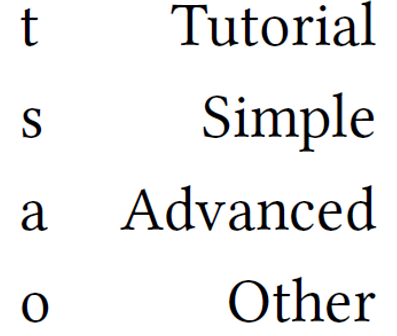 t Tutorial
s Simple
a Advanced
o Other